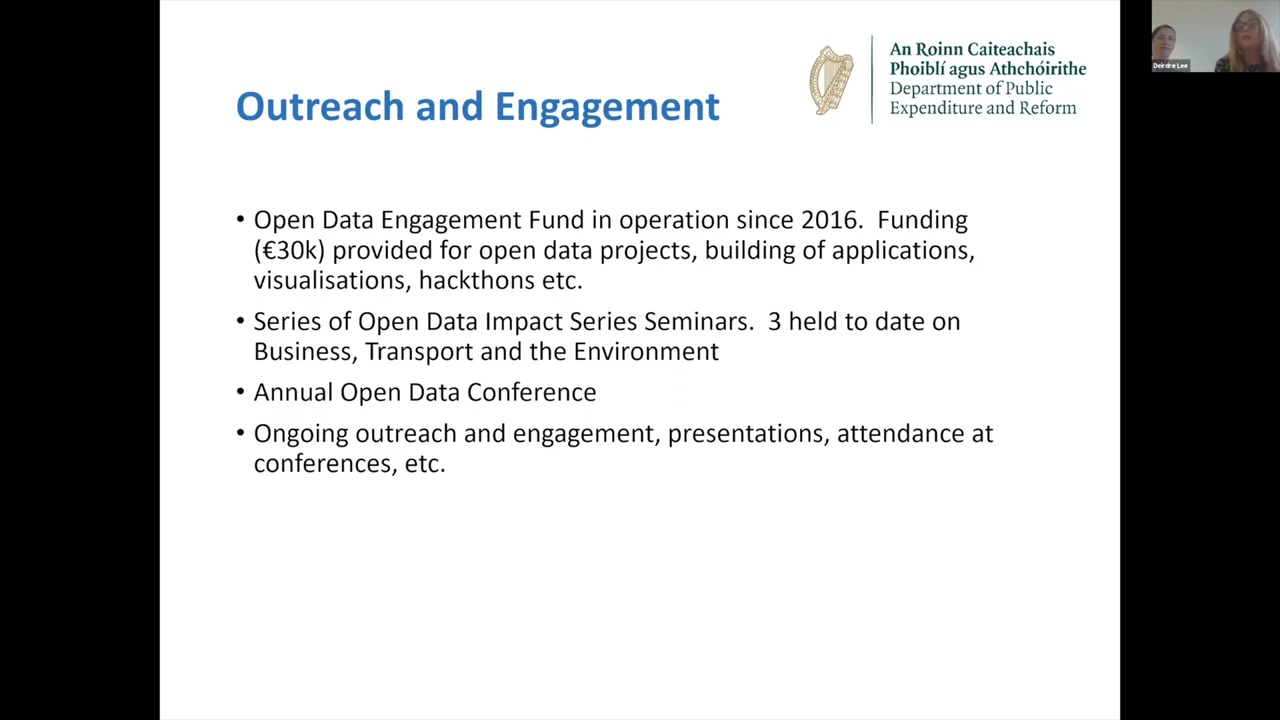 Outreach and Engagement
An Roinn Caiteachais
Phoiblí agus Athchóirithe
Department of Public
Expenditure and Reform
Deirdre Lee
• Open Data Engagement Fund in operation since 2016.  Funding
(€30k) provided for open data projects, building of applications,
visualisations, hackthons etc.
• Series of Open Data Impact Series Seminars.  3 held to date on
Business, Transport and the Environment
• Annual Open Data Conference
• Ongoing outreach and engagement, presentations, attendance at
conferences, etc.